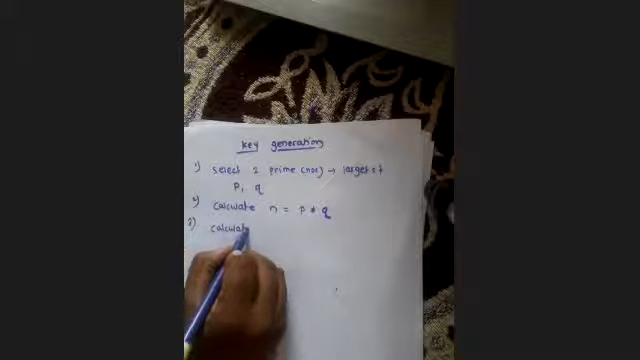 Key generation
1) select 2 prime (nos) → largest
P, q
2) calculate n = P * q
3) calculat